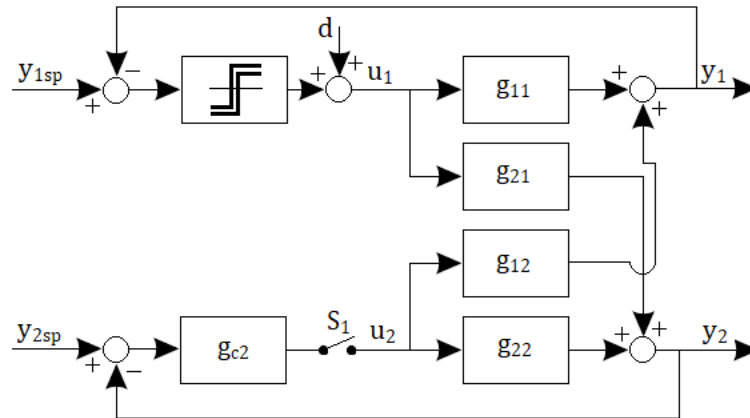 d
y1sp
−
+
+
+
u1
g11
+
+
y1
g21
g12
y2sp
+
−
gc2
S1
u2
g22
+
+
y2